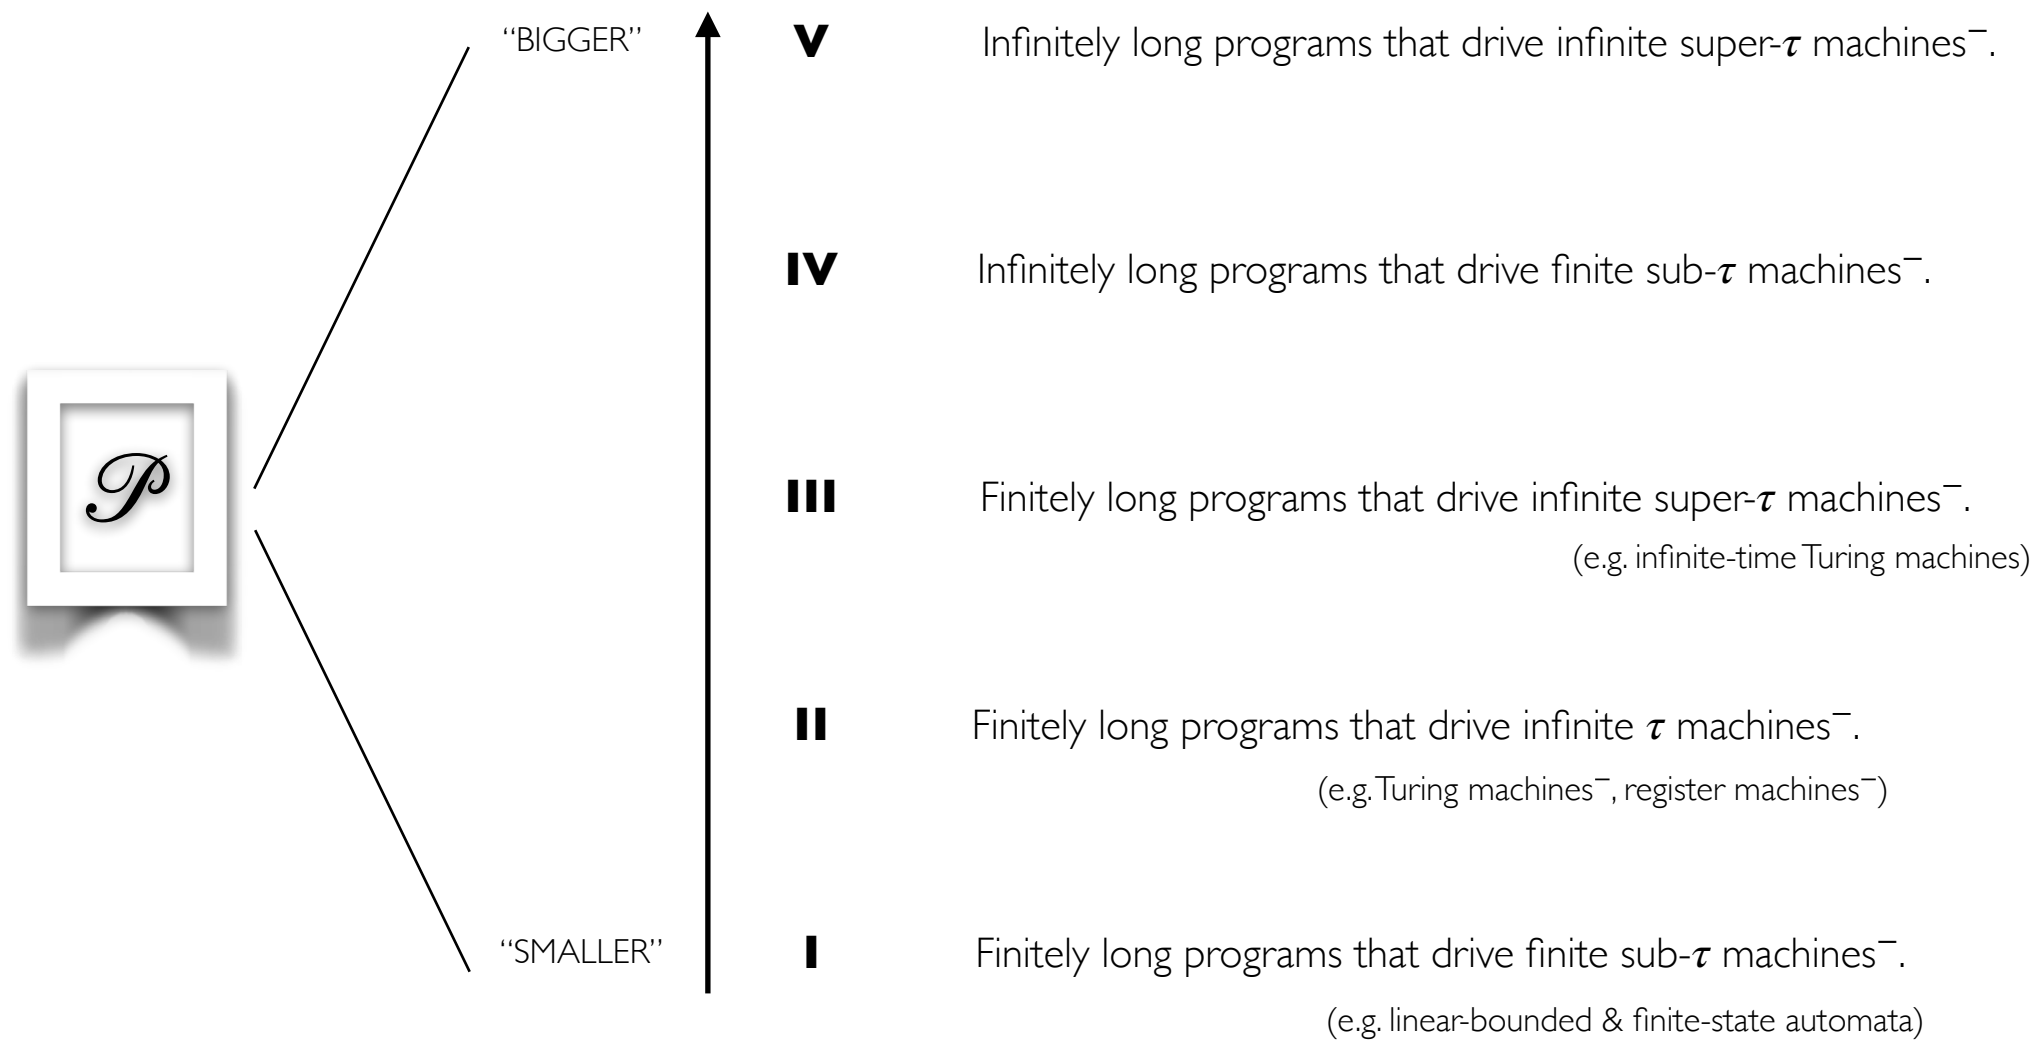 “BIGGER”
V Infinitely long programs that drive infinite super-τ machines⁻.
IV Infinitely long programs that drive finite sub-τ machines⁻.
𝒫
III Finitely long programs that drive infinite super-τ machines⁻.
(e.g. infinite-time Turing machines)
II Finitely long programs that drive infinite τ machines⁻.
(e.g. Turing machines⁻, register machines⁻)
“SMALLER”
I Finitely long programs that drive finite sub-τ machines⁻.
(e.g. linear-bounded & finite-state automata)